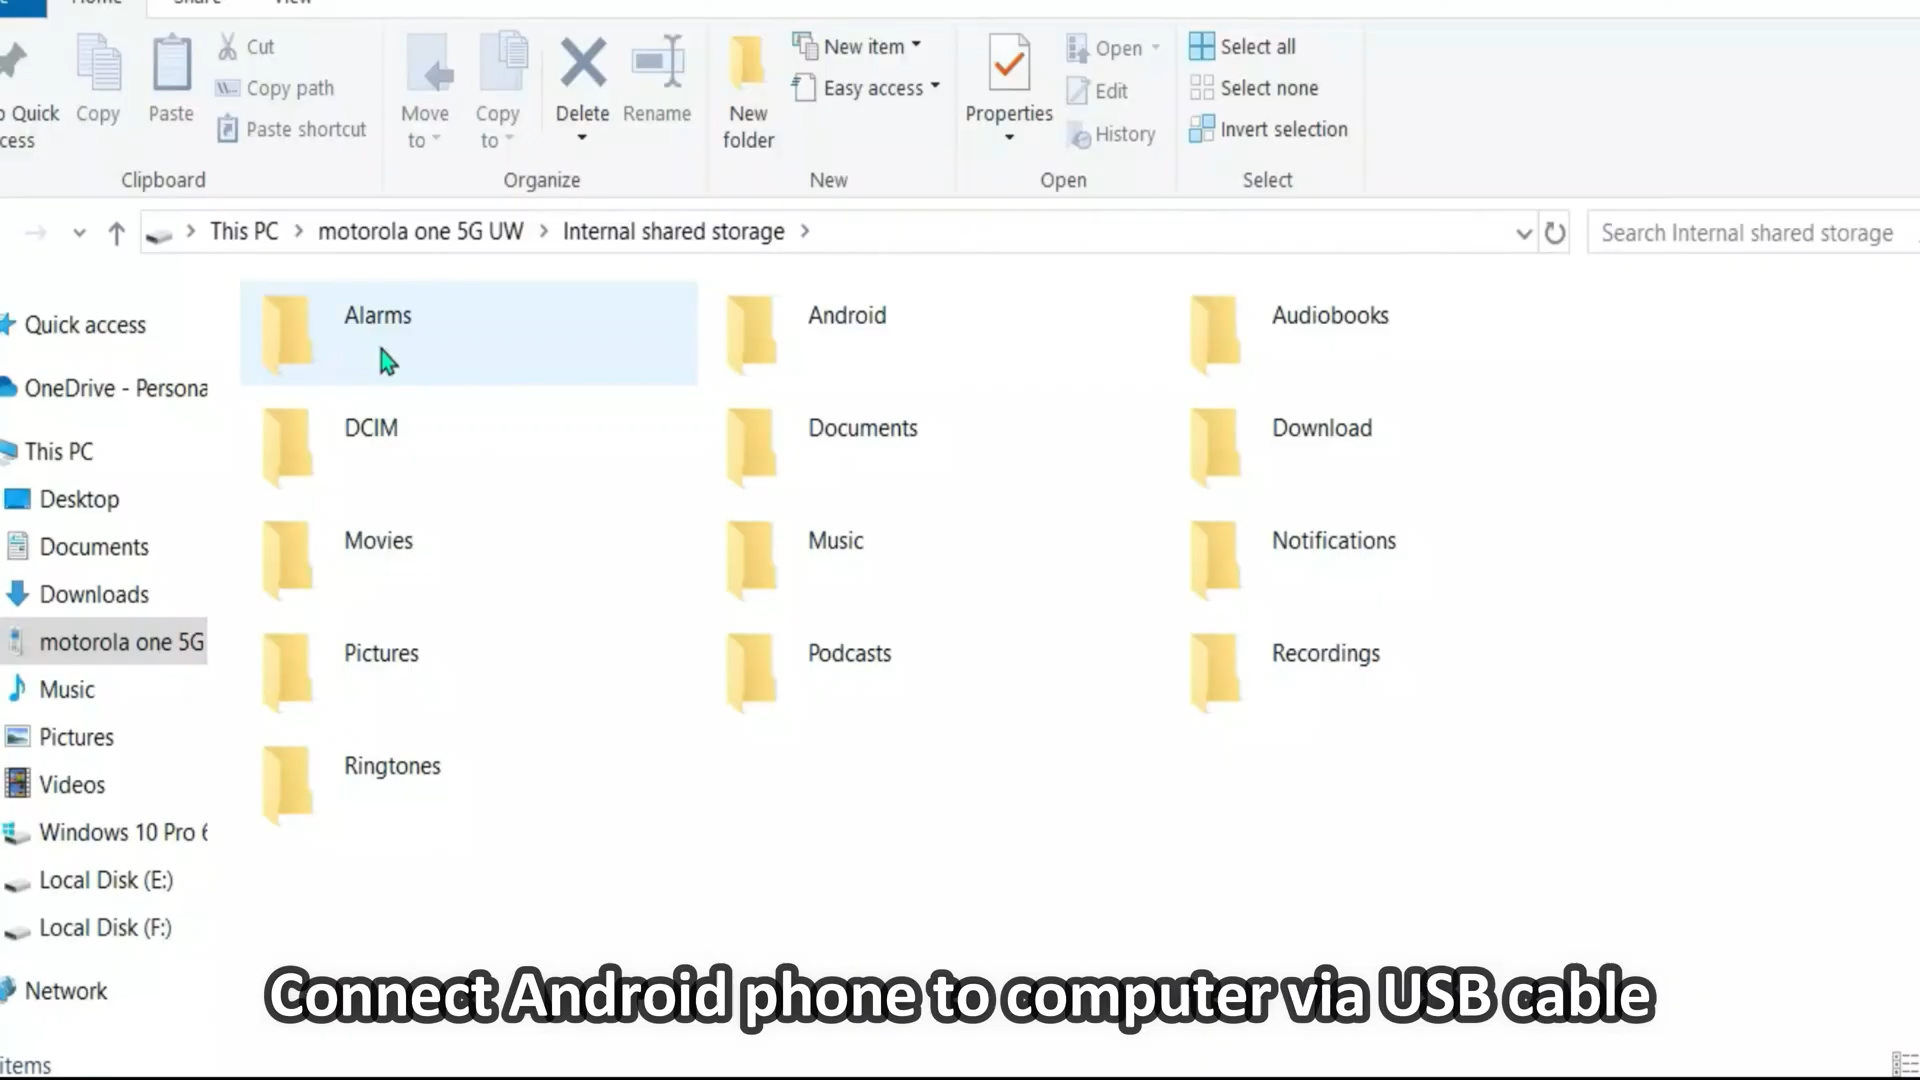 Home Share View
Cut
Copy path
Paste shortcut
Quick
Copy
Paste
Clipboard
Move to
Copy to
Delete
Rename
Organize
New folder
New item
Easy access
New
Properties
Open
Edit
History
Open
Select all
Select none
Invert selection
Select
This PC > motorola one 5G UW > Internal shared storage >
Search Internal shared storage
Quick access
OneDrive - Persona
This PC
Desktop
Documents
Downloads
motorola one 5G
Music
Pictures
Videos
Windows 10 Pro 6
Local Disk (E:)
Local Disk (F:)
Network
Alarms
Android
Audiobooks
DCIM
Documents
Download
Movies
Music
Notifications
Pictures
Podcasts
Recordings
Ringtones
Connect Android phone to computer via USB cable
items